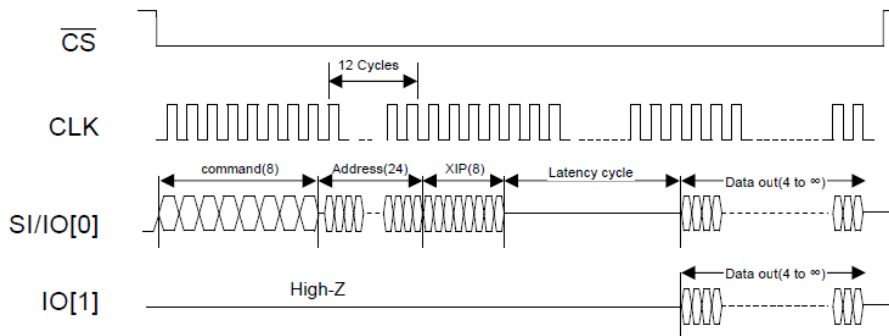 CS
12 Cycles
CLK
command(8) Address(24) XIP(8) Latency cycle Data out(4 to ∞)
SI/IO[0]
Data out(4 to ∞)
High-Z
IO[1]